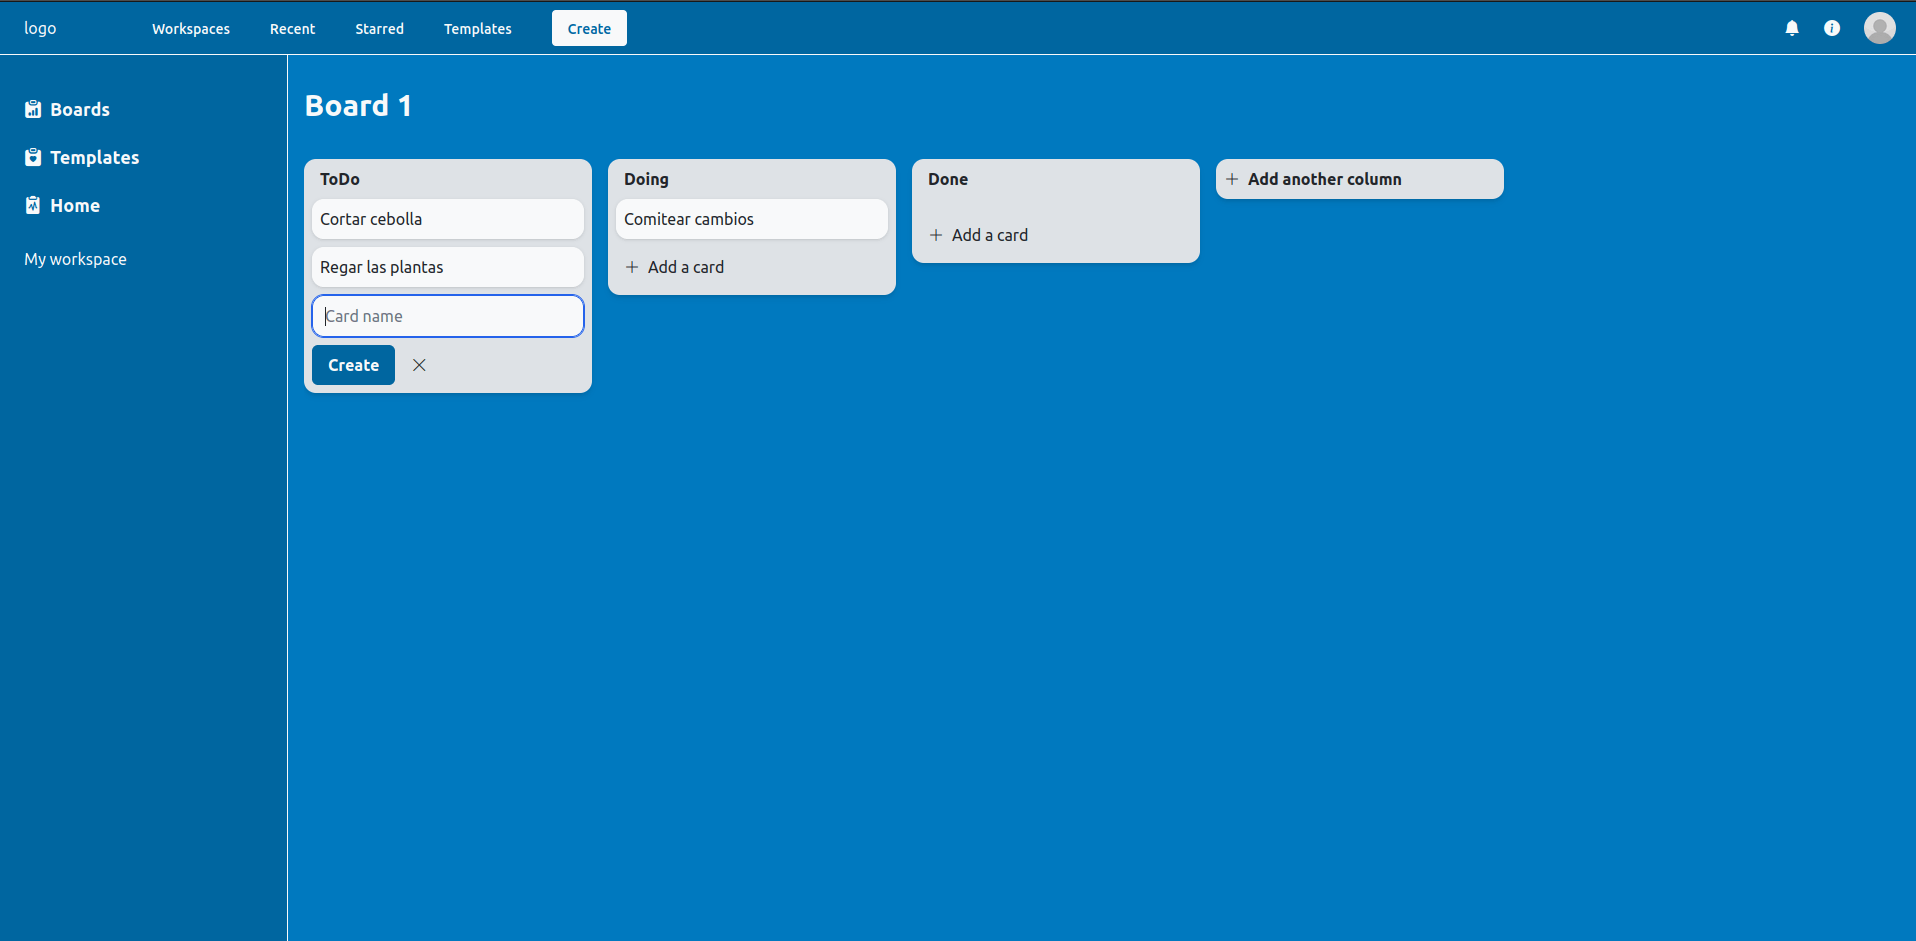 logo
Workspaces
Recent
Starred
Templates
Create
Boards
Templates
Home
My workspace
Board 1
ToDo
Cortar cebolla
Regar las plantas
Card name
Create
Doing
Comitear cambios
Add a card
Done
Add a card
Add another column